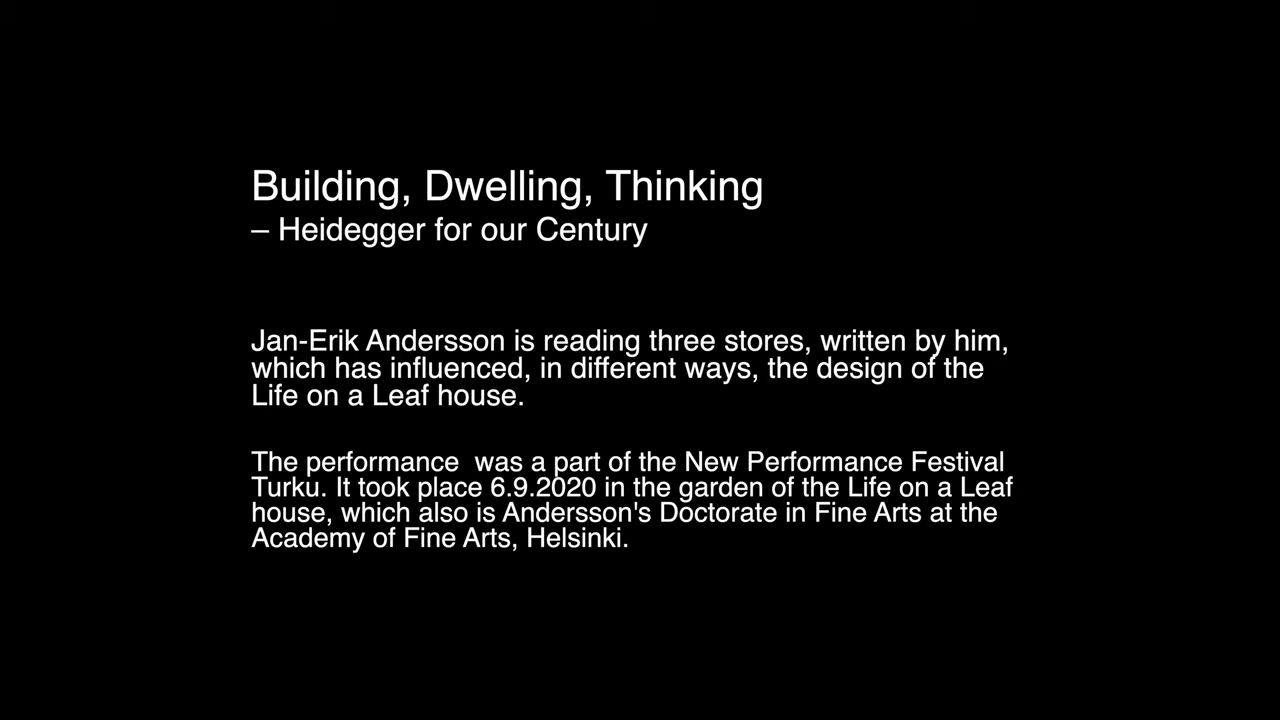 Building, Dwelling, Thinking
– Heidegger for our Century
Jan-Erik Andersson is reading three stores, written by him,
which has influenced, in different ways, the design of the
Life on a Leaf house.
The performance  was a part of the New Performance Festival
Turku. It took place 6.9.2020 in the garden of the Life on a Leaf
house, which also is Andersson's Doctorate in Fine Arts at the
Academy of Fine Arts, Helsinki.